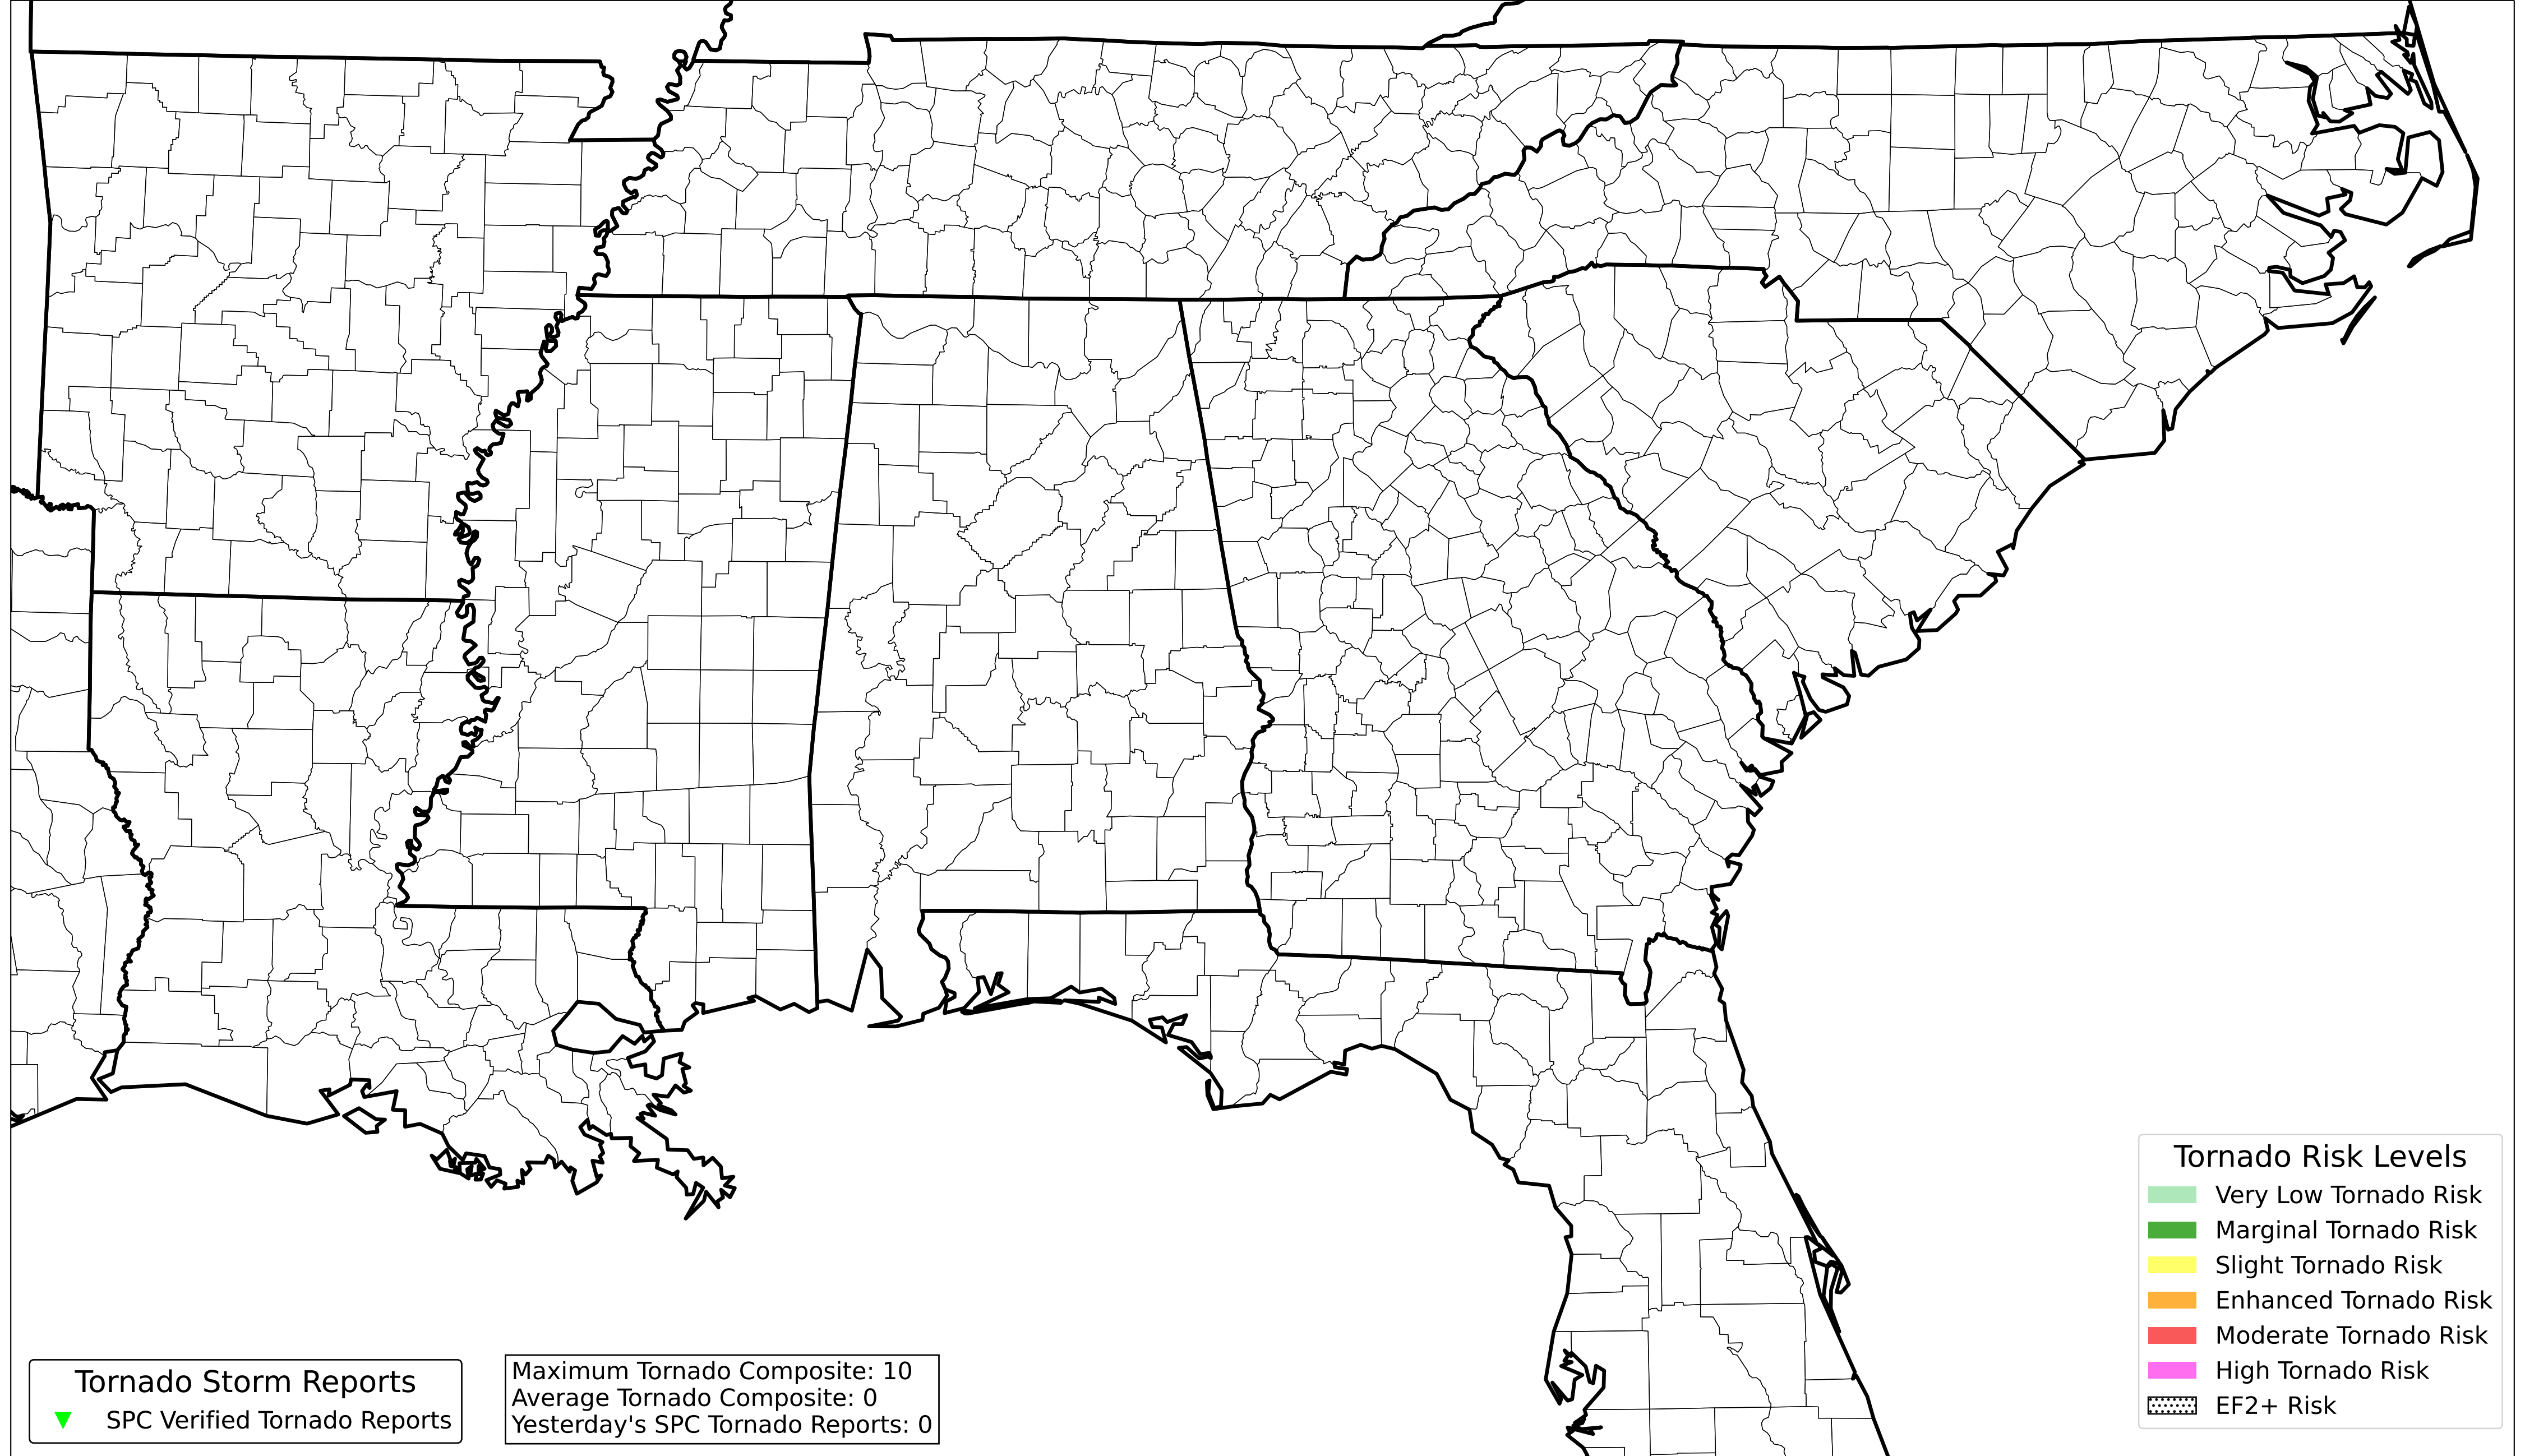 Tornado Risk Levels
Very Low Tornado Risk
Marginal Tornado Risk
Slight Tornado Risk
Enhanced Tornado Risk
Moderate Tornado Risk
High Tornado Risk
EF2+ Risk
Tornado Storm Reports
SPC Verified Tornado Reports
Maximum Tornado Composite: 10
Average Tornado Composite: 0
Yesterday's SPC Tornado Reports: 0